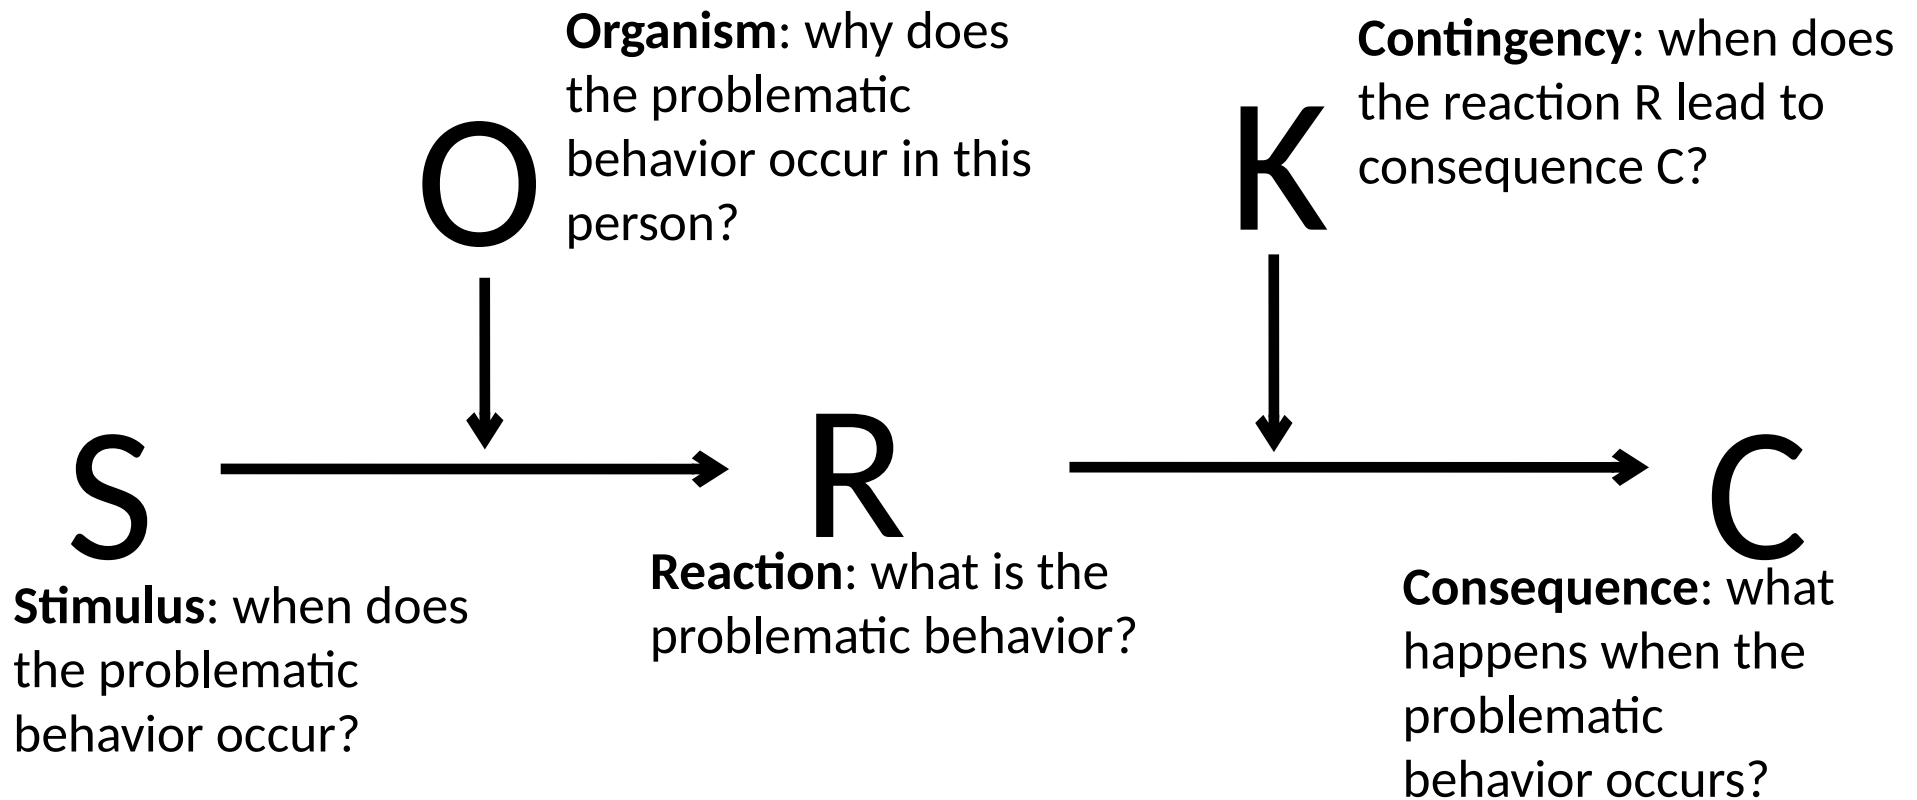 O
Organism: why does
the problematic
behavior occur in this
person?
K
Contingency: when does
the reaction R lead to
consequence C?
S
Stimulus: when does
the problematic
behavior occur?
R
Reaction: what is the
problematic behavior?
C
Consequence: what
happens when the
problematic
behavior occurs?